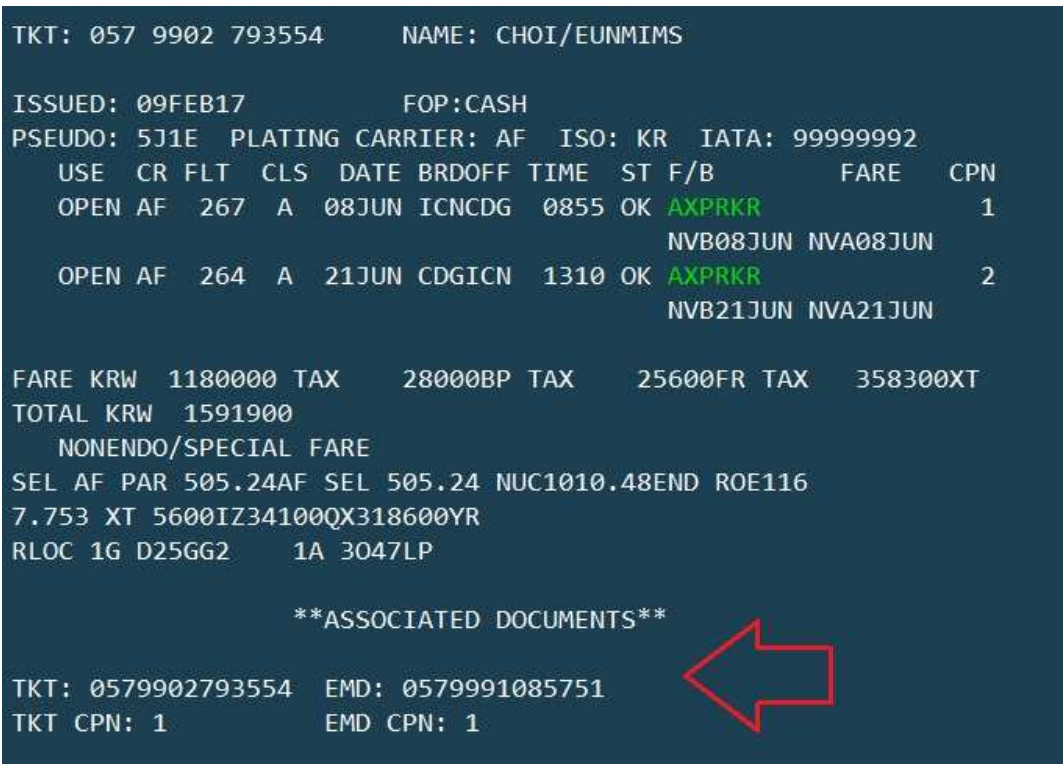 TKT: 057 9902 793554 NAME: CHOI/EUNMIMS
ISSUED: 09FEB17 FOP:CASH
PSEUDO: 5J1E PLATING CARRIER: AF ISO: KR IATA: 99999992
USE CR FLT CLS DATE BRDOFF TIME ST F/B FARE CPN
OPEN AF 267 A 08JUN ICNCDG 0855 OK AXPRKR 1
NVB08JUN NVA08JUN
OPEN AF 264 A 21JUN CDGICN 1310 OK AXPRKR 2
NVB21JUN NVA21JUN
FARE KRW 1180000 TAX 28000BP TAX 25600FR TAX 358300XT
TOTAL KRW 1591900
NONENDO/SPECIAL FARE
SEL AF PAR 505.24AF SEL 505.24 NUC1010.48END ROE116
7.753 XT 5600IZ34100QX318600YR
RLOC 1G D25GG2 1A 3O47LP
**ASSOCIATED DOCUMENTS**
TKT: 0579902793554 EMD: 0579991085751
TKT CPN: 1 EMD CPN: 1